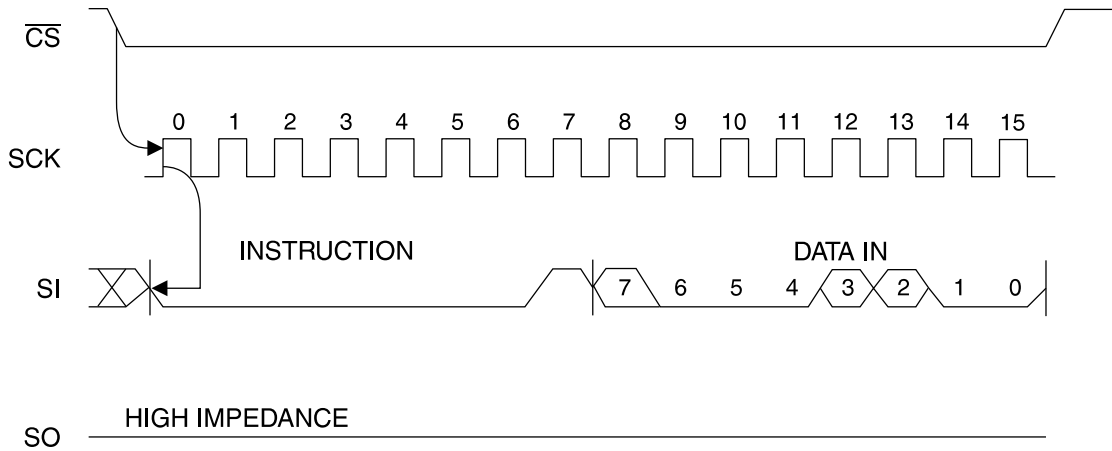 CS
0 1 2 3 4 5 6 7 8 9 10 11 12 13 14 15
SCK
INSTRUCTION DATA IN
SI 7 6 5 4 3 2 1 0
HIGH IMPEDANCE
SO